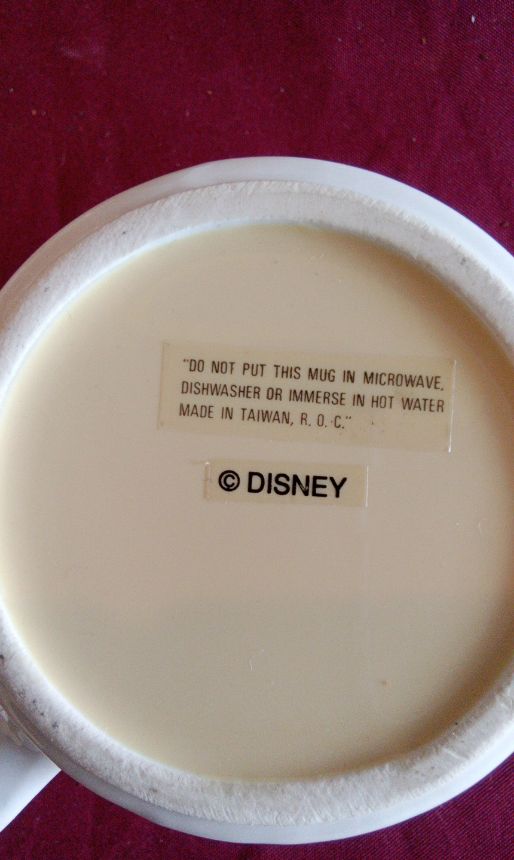 "DO NOT PUT THIS MUG IN MICROWAVE,
DISHWASHER OR IMMERSE IN HOT WATER
MADE IN TAIWAN, R. O. C."
© DISNEY